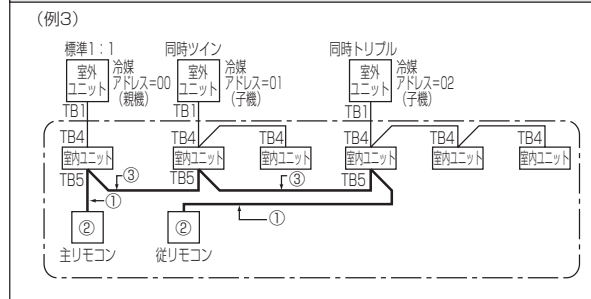 (例3)
標準1:1 同時ツイン 同時トリプル
室外ユニット 冷媒アドレス=00(親機) 室外ユニット 冷媒アドレス=01(子機) 室外ユニット 冷媒アドレス=02(子機)
TB1 TB1 TB1
TB4 TB4 TB4 TB4 TB4 TB4
室内ユニット 室内ユニット 室内ユニット 室内ユニット 室内ユニット 室内ユニット
TB5 TB5 TB5
③ ③
① ①
② ②
主リモコン 従リモコン